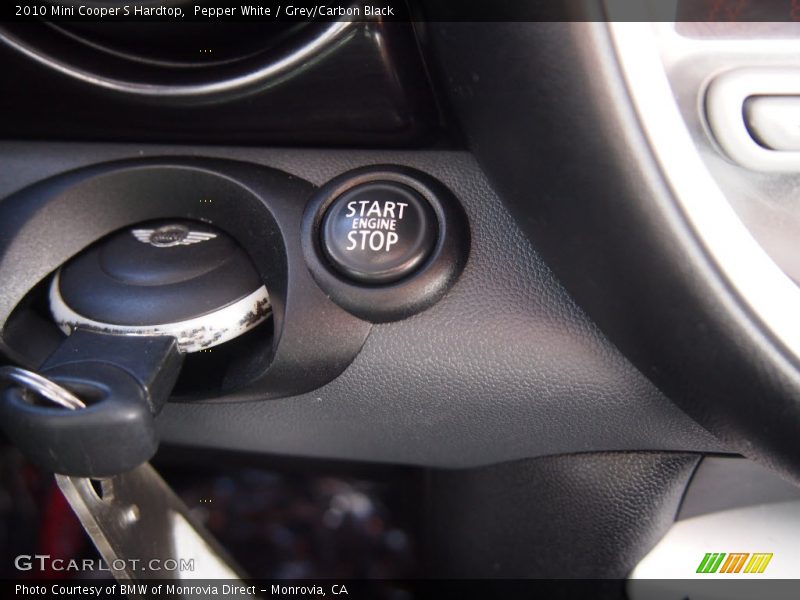 2010 Mini Cooper S Hardtop,  Pepper White / Grey/Carbon Black
START
ENGINE
STOP
GTcarlot.com
Photo Courtesy of BMW of Monrovia Direct - Monrovia, CA